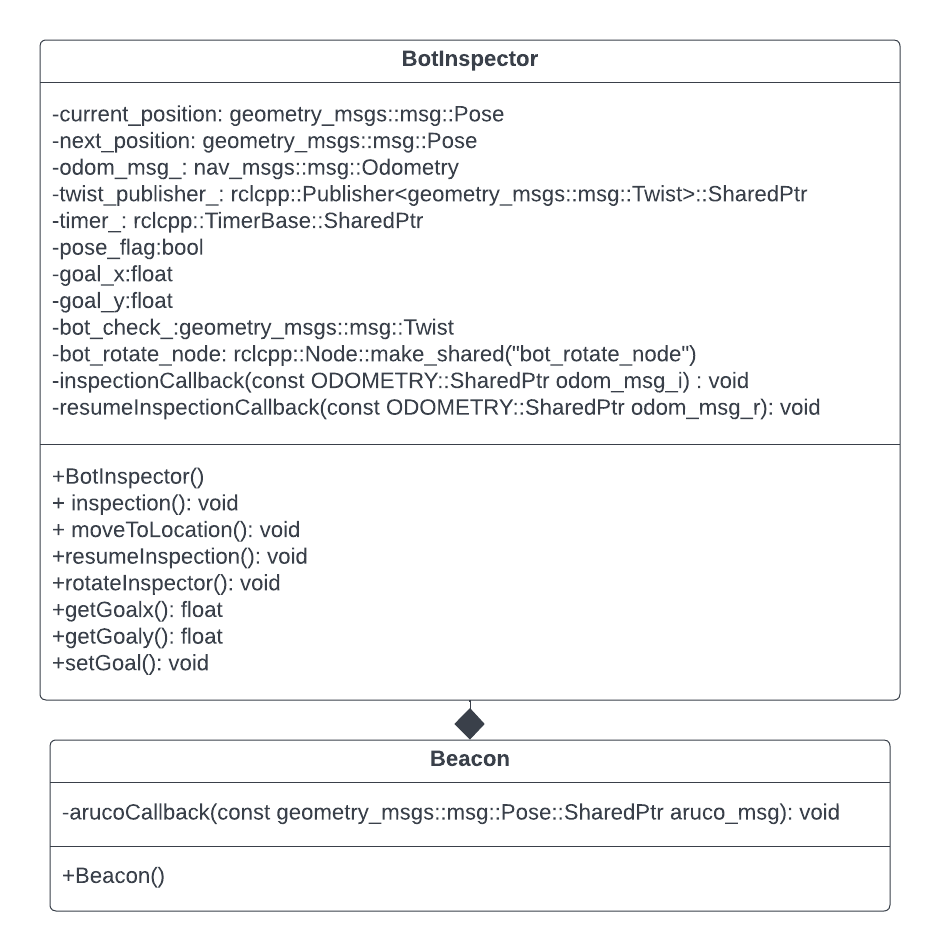 BotInspector
-current_position: geometry_msgs::msg::Pose
-next_position: geometry_msgs::msg::Pose
-odom_msg_: nav_msgs::msg::Odometry
-twist_publisher_: rclcpp::Publisher<geometry_msgs::msg::Twist>::SharedPtr
-timer_: rclcpp::TimerBase::SharedPtr
-pose_flag:bool
-goal_x:float
-goal_y:float
-bot_check_:geometry_msgs::msg::Twist
-bot_rotate_node: rclcpp::Node::make_shared("bot_rotate_node")
-inspectionCallback(const ODOMETRY::SharedPtr odom_msg_i) : void
-resumeInspectionCallback(const ODOMETRY::SharedPtr odom_msg_r): void
+BotInspector()
+ inspection(): void
+ moveToLocation(): void
+resumeInspection(): void
+rotateInspector(): void
+getGoalx(): float
+getGoaly(): float
+setGoal(): void
Beacon
-arucoCallback(const geometry_msgs::msg::Pose::SharedPtr aruco_msg): void
+Beacon()